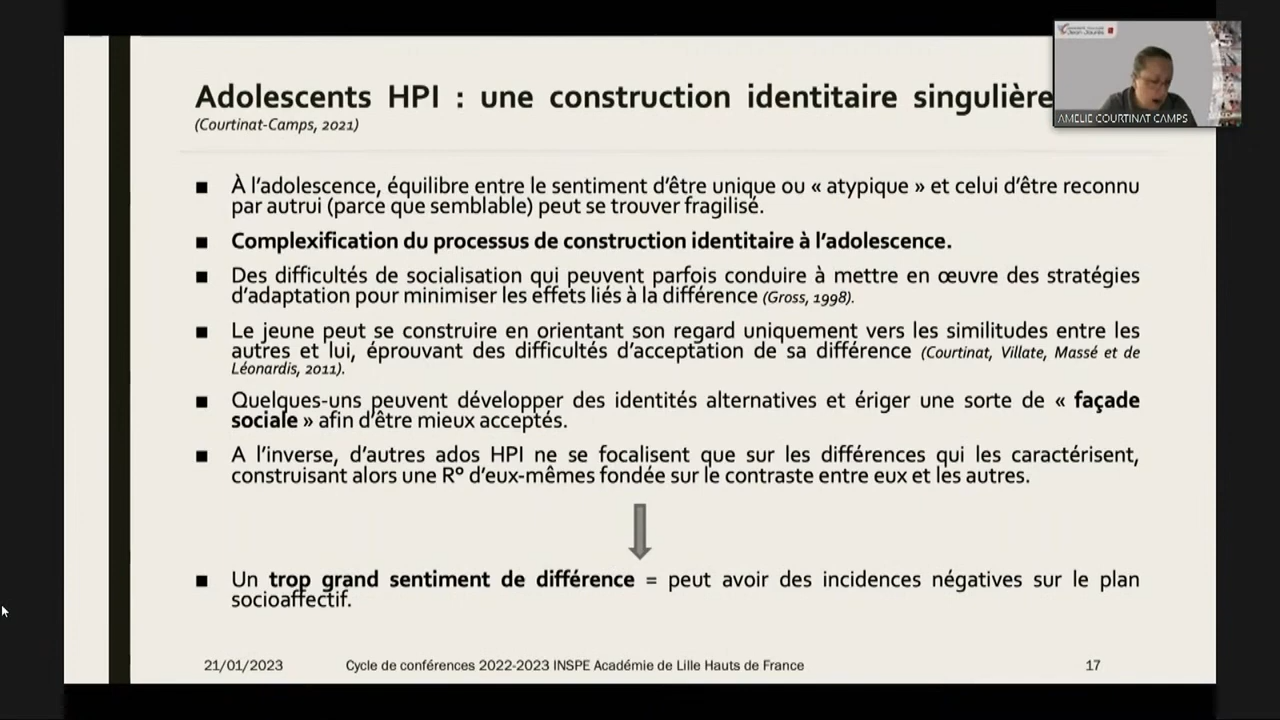 Adolescents HPI : une construction identitaire singulière
(Courtinat-Camps, 2021)
Jean Jaurès
AMELIE COURTINAT CAMPS
■ À l'adolescence, équilibre entre le sentiment d'être unique ou « atypique » et celui d'être reconnu
par autrui (parce que semblable) peut se trouver fragilisé.
■ Complexification du processus de construction identitaire à l'adolescence.
■ Des difficultés de socialisation qui peuvent parfois conduire à mettre en œuvre des stratégies
d'adaptation pour minimiser les effets liés à la différence (Gross, 1998).
■ Le jeune peut se construire en orientant son regard uniquement vers les similitudes entre les
autres et lui, éprouvant des difficultés d'acceptation de sa différence (Courtinat, Villate, Massé et de
Léonardis, 2011).
■ Quelques-uns peuvent développer des identités alternatives et ériger une sorte de « façade
sociale » afin d'être mieux acceptés.
■ A l'inverse, d'autres ados HPI ne se focalisent que sur les différences qui les caractérisent,
construisant alors une R° d'eux-mêmes fondée sur le contraste entre eux et les autres.
■ Un trop grand sentiment de différence = peut avoir des incidences négatives sur le plan
socioaffectif.
21/01/2023 Cycle de conférences 2022-2023 INSPE Académie de Lille Hauts de France 17